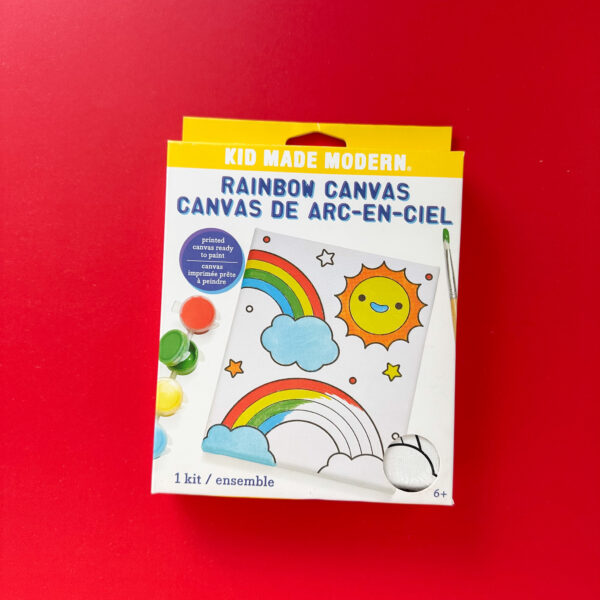 KID MADE MODERN®
RAINBOW CANVAS
CANVAS DE ARC-EN-CIEL
printed
canvas ready
to paint
canvas
imprimée prête
à peindre
1 kit / ensemble
6+